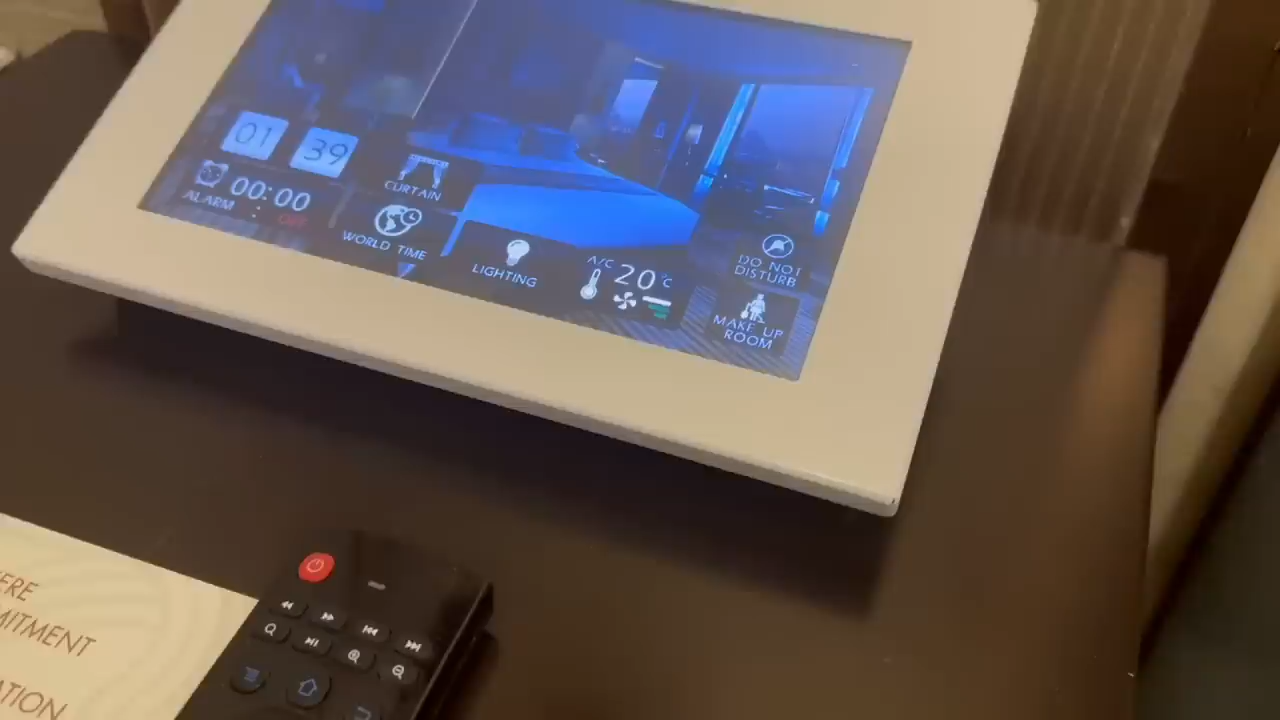 01 39
ALARM 00:00
OFF
CURTAIN
WORLD TIME
LIGHTING
A/C 20°C
DO NOT
DISTURB
MAKE UP
ROOM
ERE
MITMENT
ATION